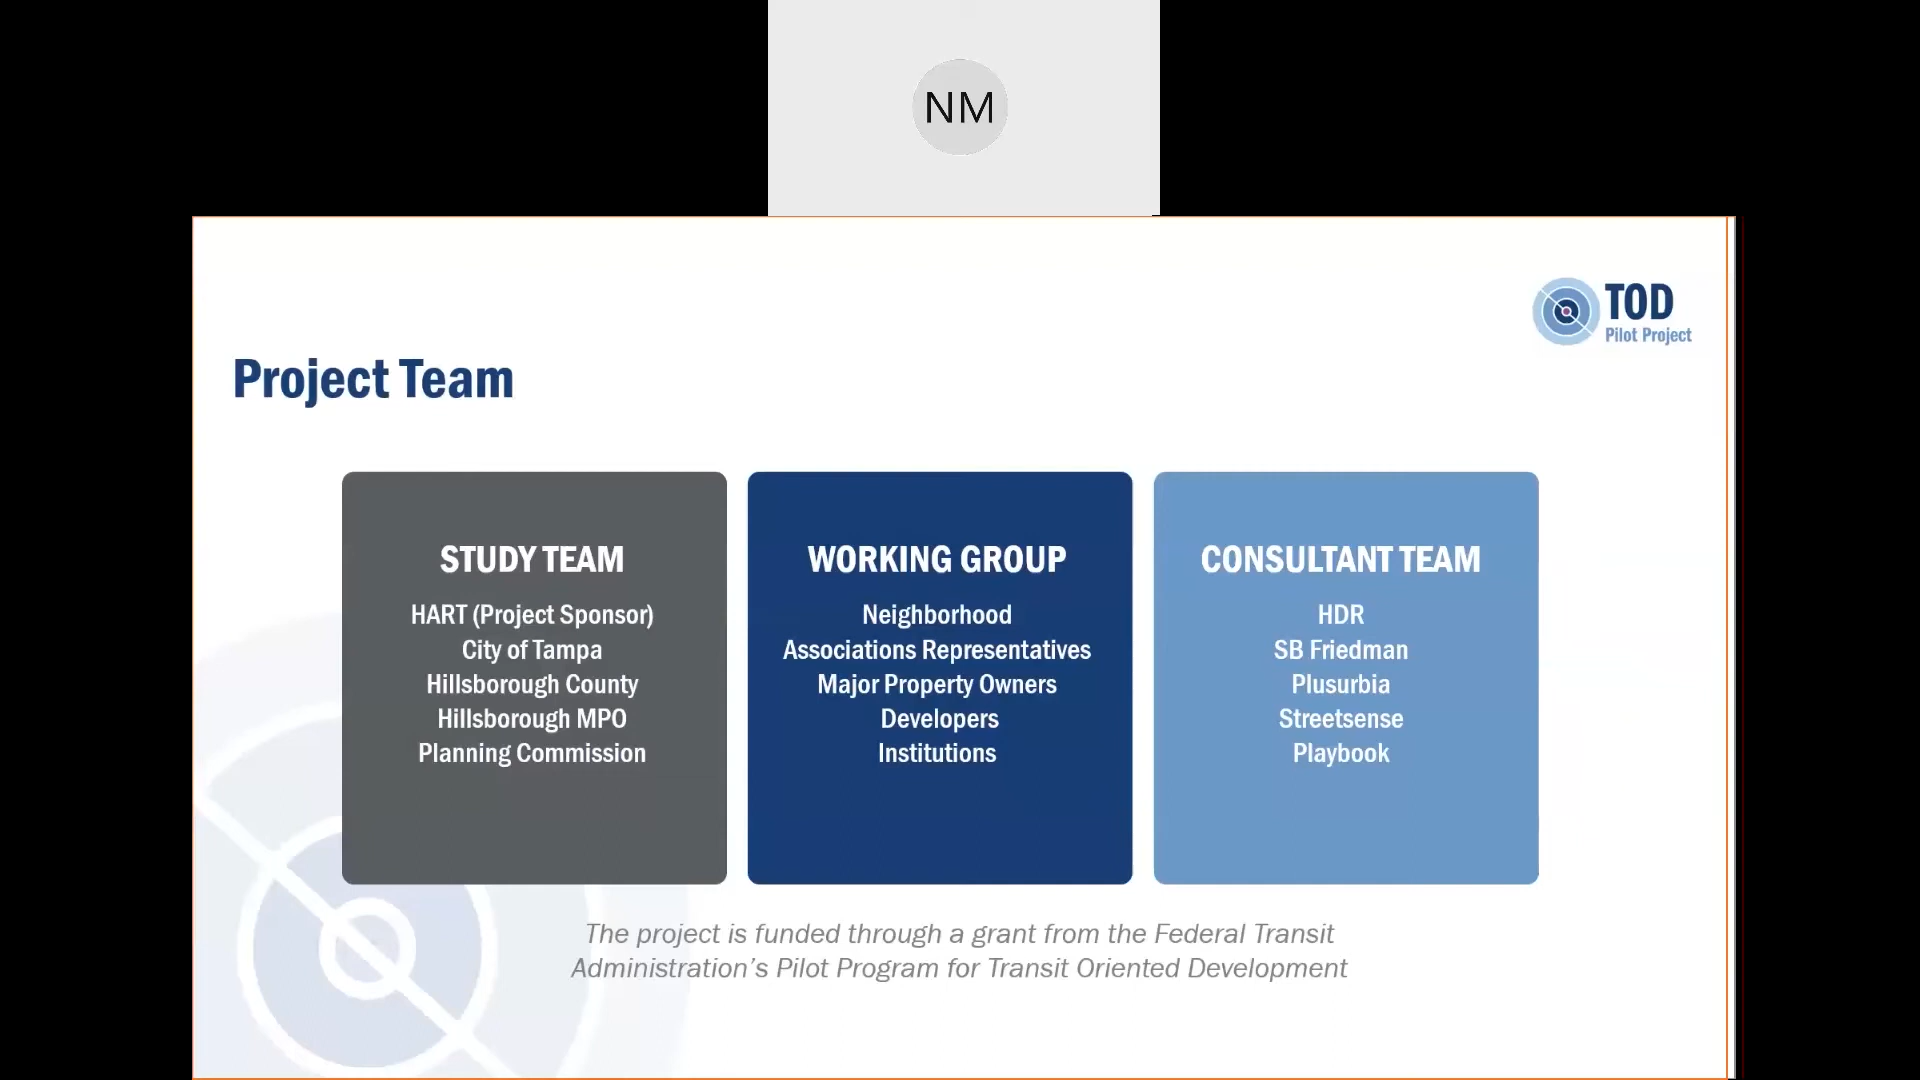 NM
TOD
Pilot Project
Project Team
STUDY TEAM
HART (Project Sponsor)
City of Tampa
Hillsborough County
Hillsborough MPO
Planning Commission
WORKING GROUP
Neighborhood
Associations Representatives
Major Property Owners
Developers
Institutions
CONSULTANT TEAM
HDR
SB Friedman
Plusurbia
Streetsense
Playbook
The project is funded through a grant from the Federal Transit
Administration’s Pilot Program for Transit Oriented Development